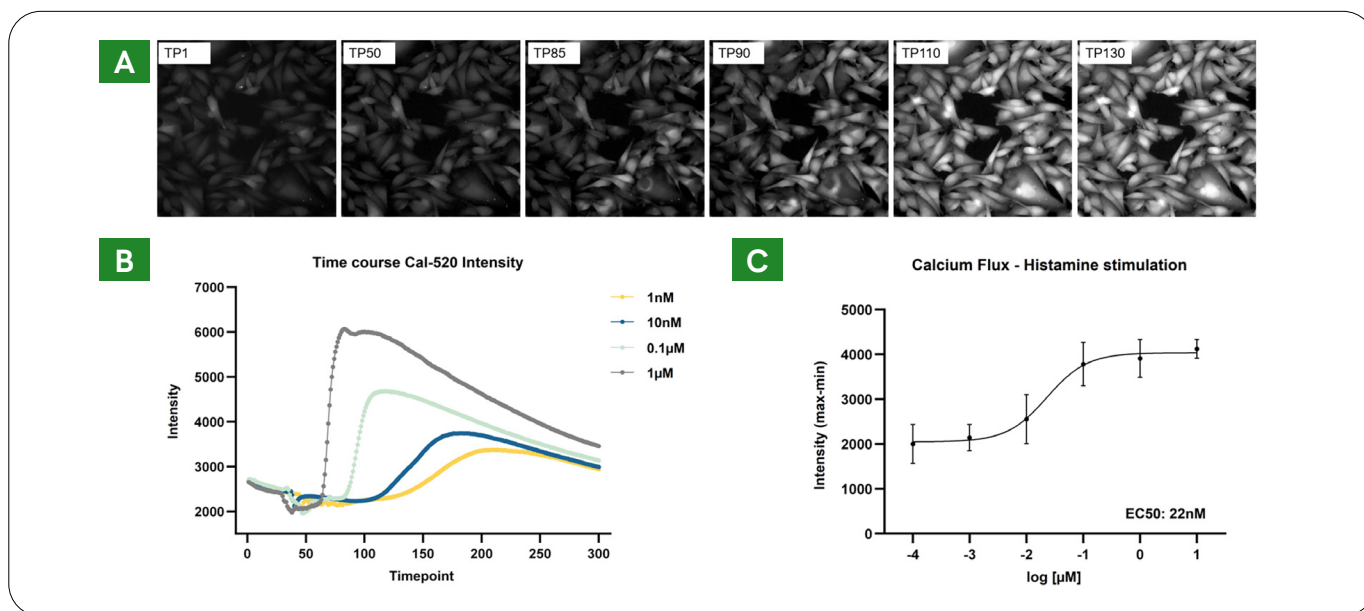 A
TP1
TP50
TP85
TP90
TP110
TP130
B
Time course Cal-520 Intensity
7000
6000
5000
4000
3000
2000
Intensity
0
50
100
150
200
250
300
Timepoint
1nM
10nM
0.1µM
1µM
C
Calcium Flux - Histamine stimulation
5000
4000
3000
2000
1000
0
Intensity (max-min)
EC50: 22nM
-4
-3
-2
-1
0
1
log [µM]